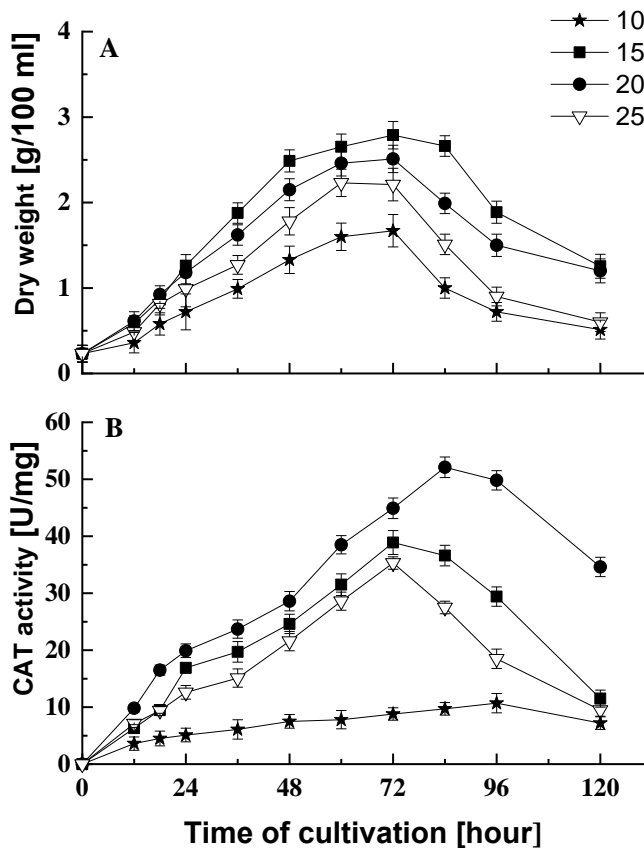 10
15
20
25
A
4
3
2
1
0
Dry weight [g/100 ml]
B
60
50
40
30
20
10
0
CAT activity [U/mg]
0 24 48 72 96 120
Time of cultivation [hour]